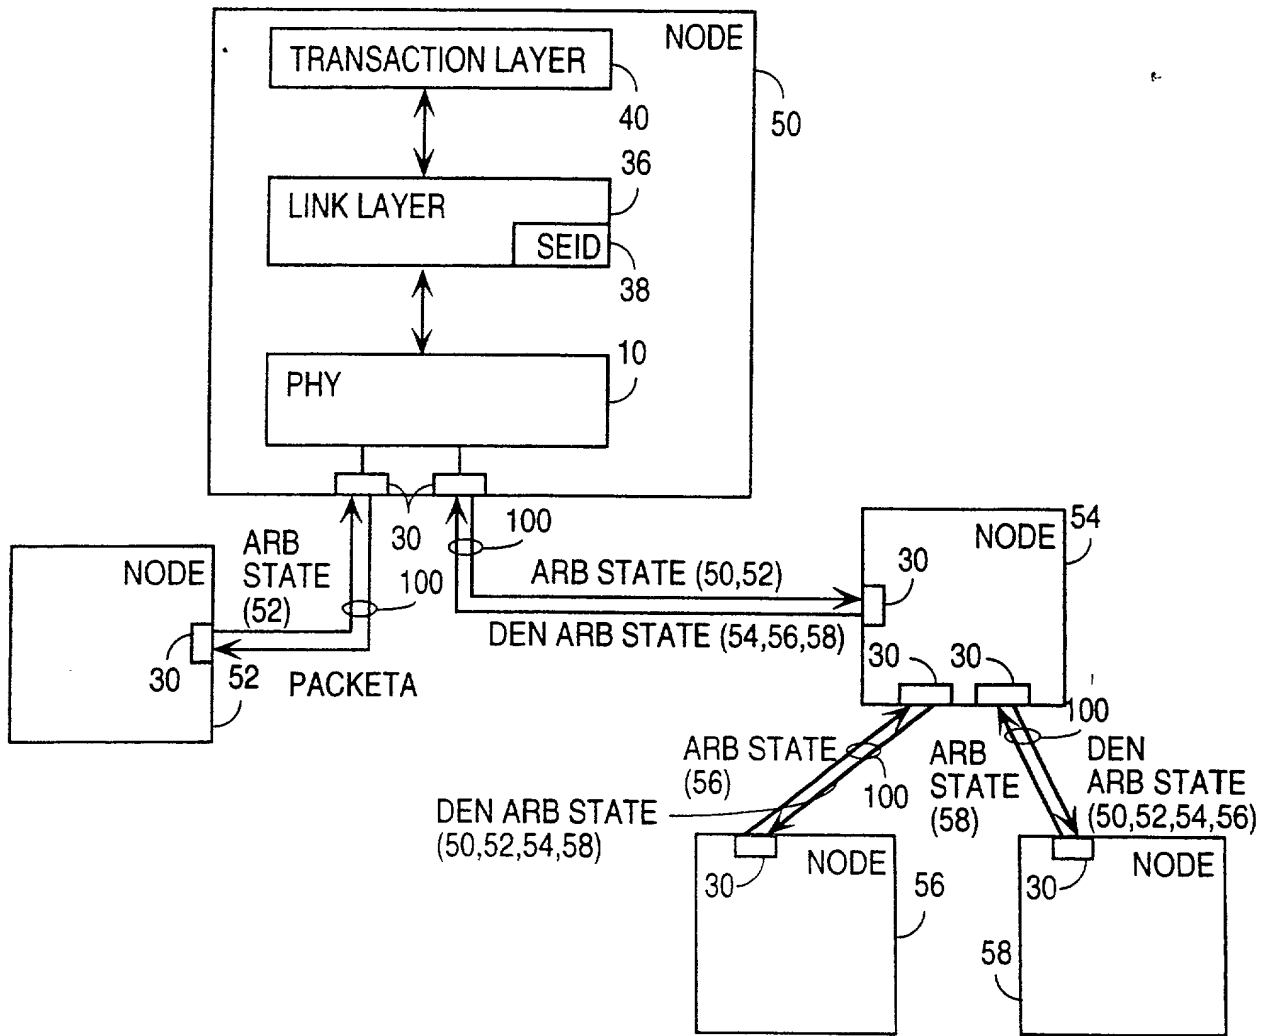 NODE
TRANSACTION LAYER
40
50
36
LINK LAYER
SEID
38
10
PHY
30
100
ARB
STATE
(52)
100
NODE
30
52
PACKETA
ARB STATE (50,52)
DEN ARB STATE (54,56,58)
NODE
54
30
30
30
100
ARB STATE
(56)
100
DEN ARB STATE
(50,52,54,58)
ARB
STATE
(58)
DEN
ARB STATE
(50,52,54,56)
NODE
30
56
NODE
30
58